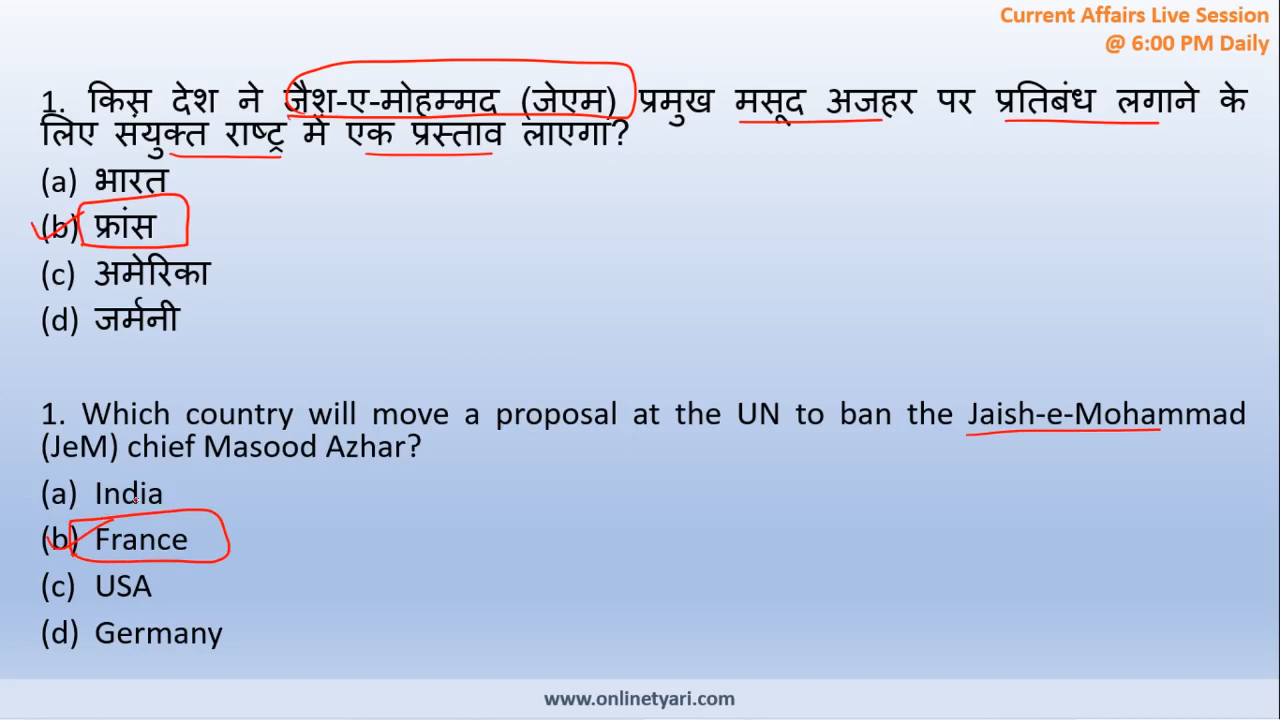 Current Affairs Live Session
@ 6:00 PM Daily
1. किस देश ने जैश-ए-मोहम्मद (जेएम) प्रमुख मसूद अजहर पर प्रतिबंध लगाने के
लिए संयुक्त राष्ट्र में एक प्रस्ताव लाएगा?
(a) भारत
(b) फ्रांस
(c) अमेरिका
(d) जर्मनी
1. Which country will move a proposal at the UN to ban the Jaish-e-Mohammad
(JeM) chief Masood Azhar?
(a) India
(b) France
(c) USA
(d) Germany
www.onlinetyari.com